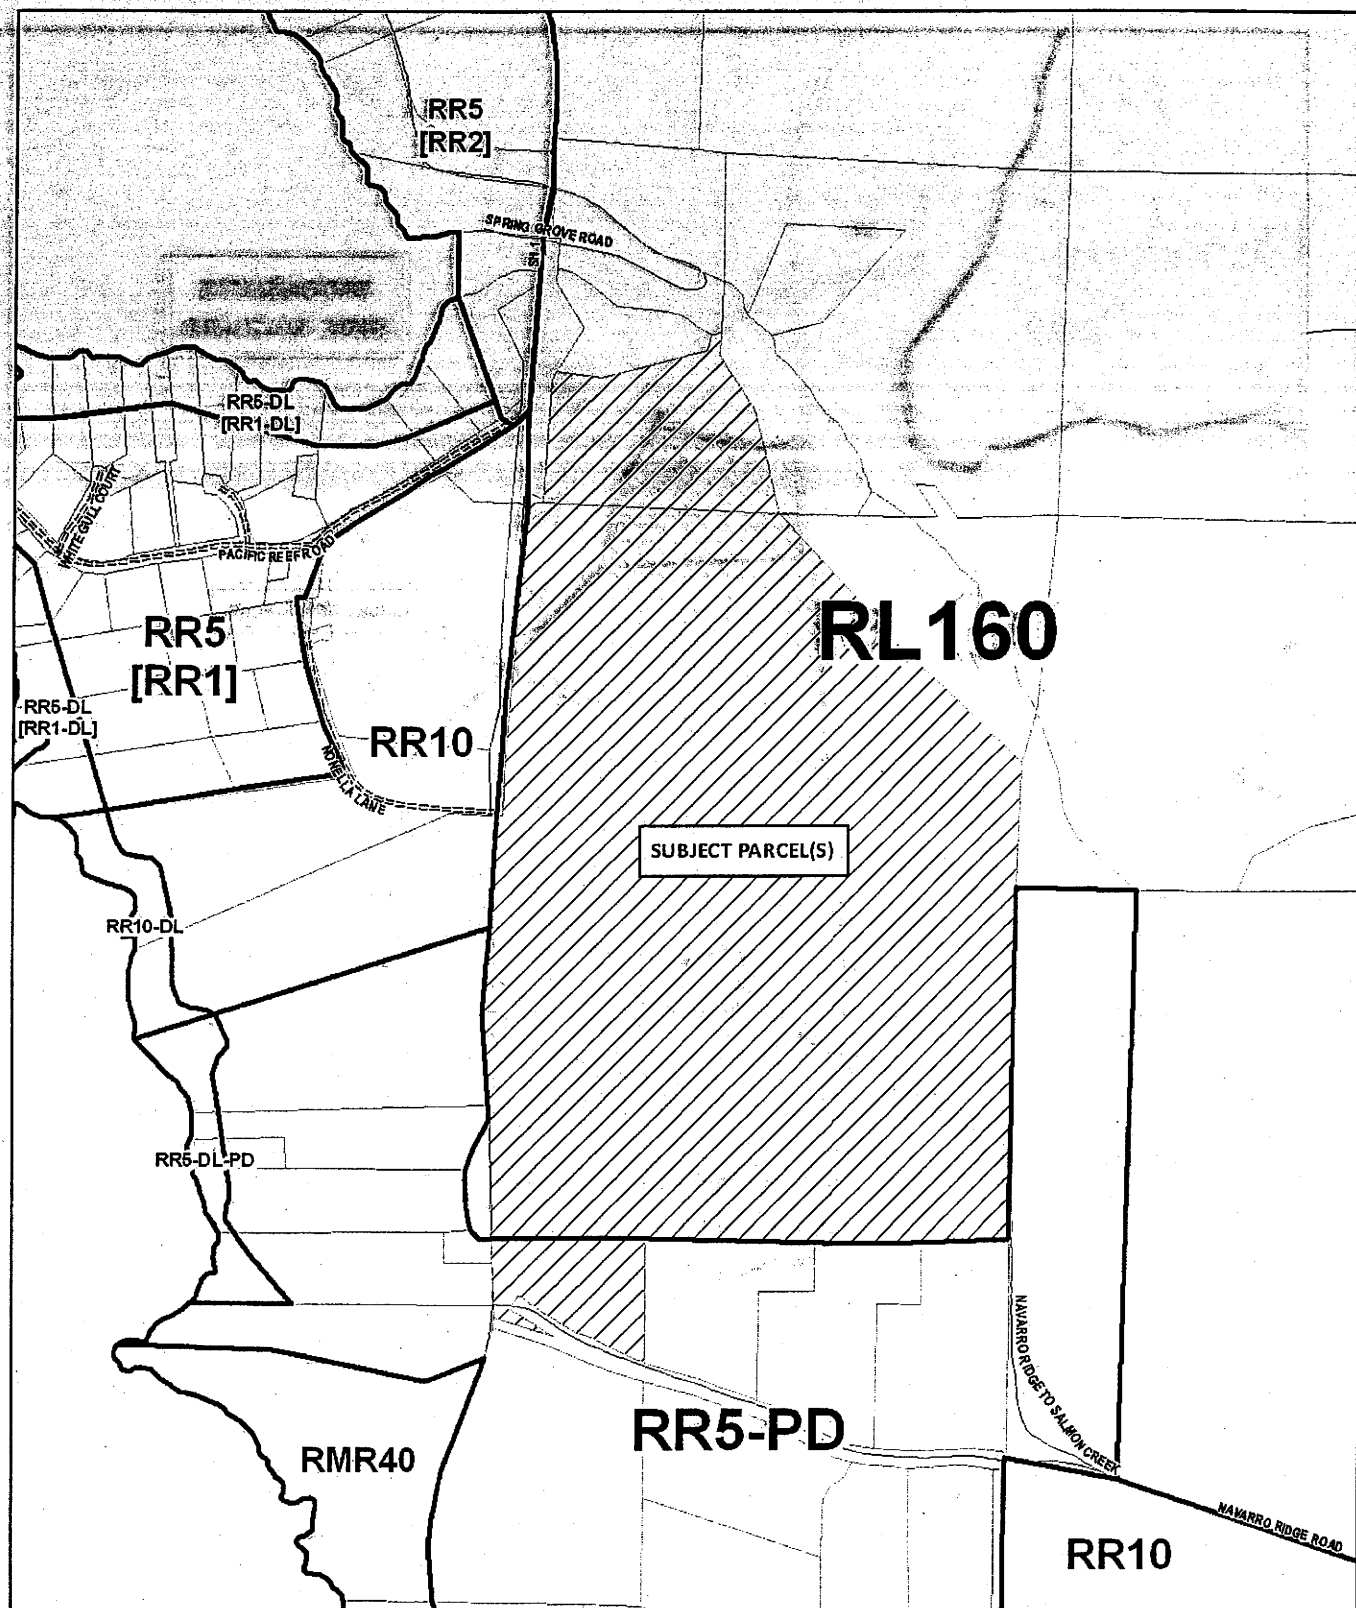 RR5
[RR2]
SPRING GROVE ROAD
SH 1
RR5-DL
[RR1-DL]
WHITE GULL COURT
PACIFIC REEF ROAD
RL160
RR5
[RR1]
RR5-DL
[RR1-DL]
RR10
NONELLA LANE
SUBJECT PARCEL(S)
RR10-DL
RR5-DL-PD
NAVARRO RIDGE TO SALMON CREEK
RR5-PD
RMR40
NAVARRO RIDGE ROAD
RR10